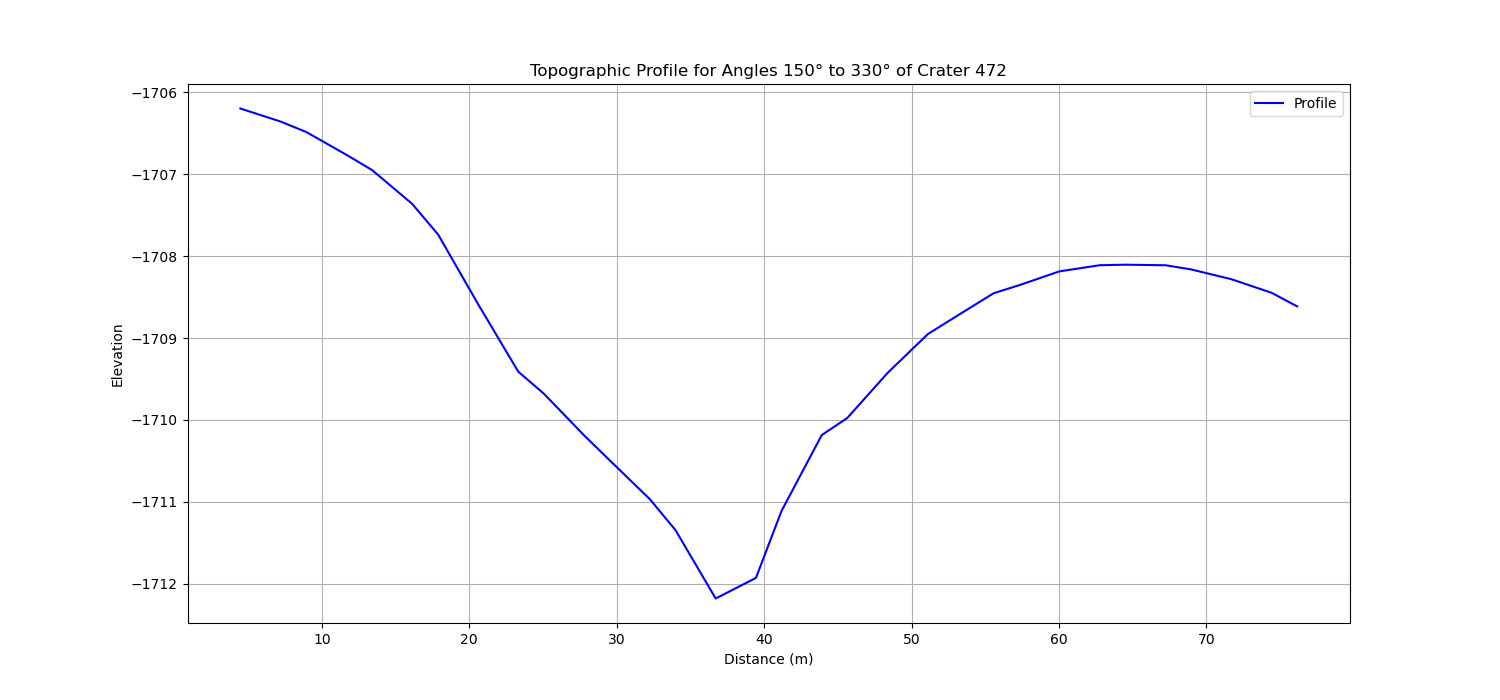 Topographic Profile for Angles 150° to 330° of Crater 472
Profile
−1706
−1707
−1708
−1709
−1710
−1711
−1712
Elevation
10 20 30 40 50 60 70
Distance (m)